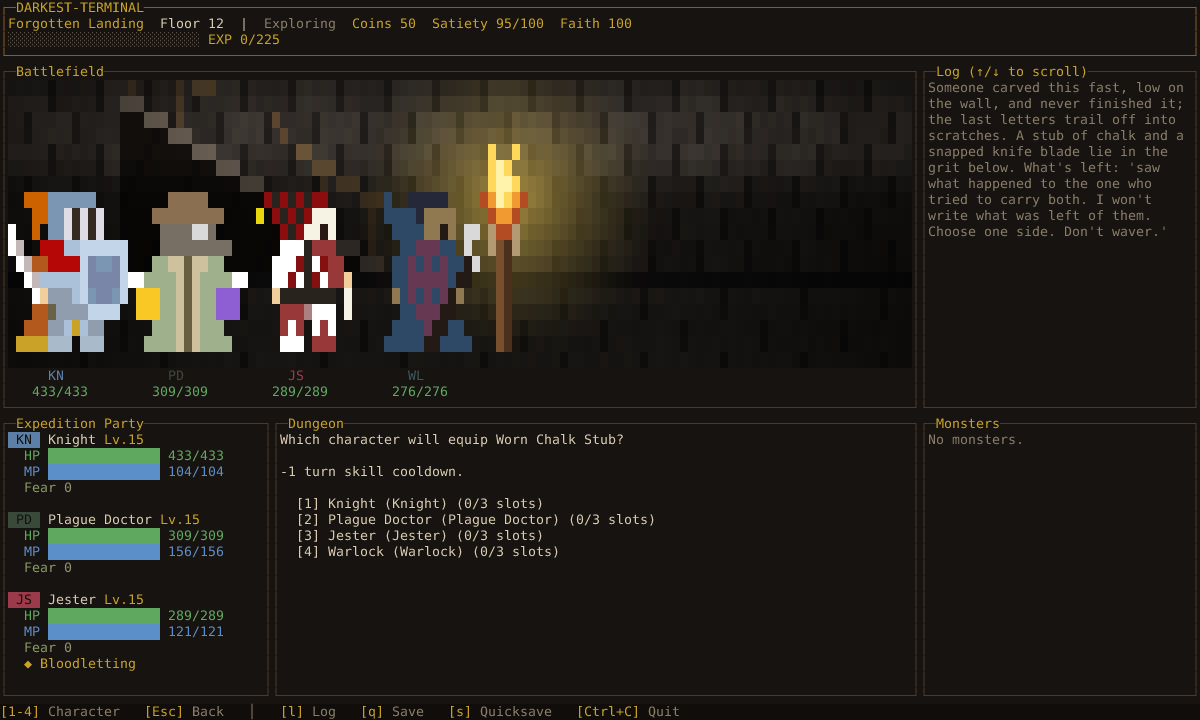 DARKEST-TERMINAL
Forgotten Landing  Floor 12  |  Exploring  Coins 50  Satiety 95/100  Faith 100
EXP 0/225
Battlefield
KN PD JS WL
433/433 309/309 289/289 276/276
Log (↑/↓ to scroll)
Someone carved this fast, low on
the wall, and never finished it;
the last letters trail off into
scratches. A stub of chalk and a
snapped knife blade lie in the
grit below. What's left: 'saw
what happened to the one who
tried to carry both. I won't
write what was left of them.
Choose one side. Don't waver.'
Expedition Party
KN Knight Lv.15
HP 433/433
MP 104/104
Fear 0
PD Plague Doctor Lv.15
HP 309/309
MP 156/156
Fear 0
JS Jester Lv.15
HP 289/289
MP 121/121
Fear 0
◆ Bloodletting
Dungeon
Which character will equip Worn Chalk Stub?
-1 turn skill cooldown.
[1] Knight (Knight) (0/3 slots)
[2] Plague Doctor (Plague Doctor) (0/3 slots)
[3] Jester (Jester) (0/3 slots)
[4] Warlock (Warlock) (0/3 slots)
Monsters
No monsters.
[1-4] Character  [Esc] Back  |  [l] Log  [q] Save  [s] Quicksave  [Ctrl+C] Quit